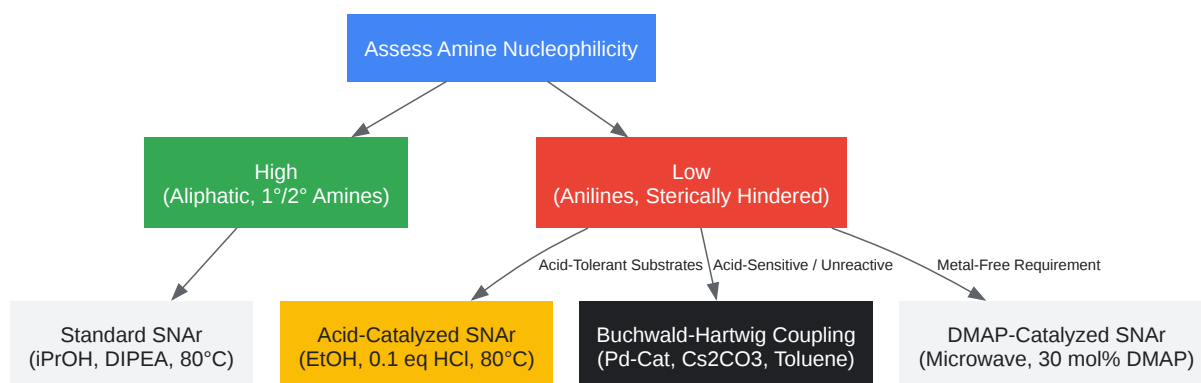 Assess Amine Nucleophilicity
High
(Aliphatic, 1°/2° Amines)
Low
(Anilines, Sterically Hindered)
Acid-Tolerant Substrates
Acid-Sensitive / Unreactive
Metal-Free Requirement
Standard SNAr
(iPrOH, DIPEA, 80°C)
Acid-Catalyzed SNAr
(EtOH, 0.1 eq HCl, 80°C)
Buchwald-Hartwig Coupling
(Pd-Cat, Cs2CO3, Toluene)
DMAP-Catalyzed SNAr
(Microwave, 30 mol% DMAP)